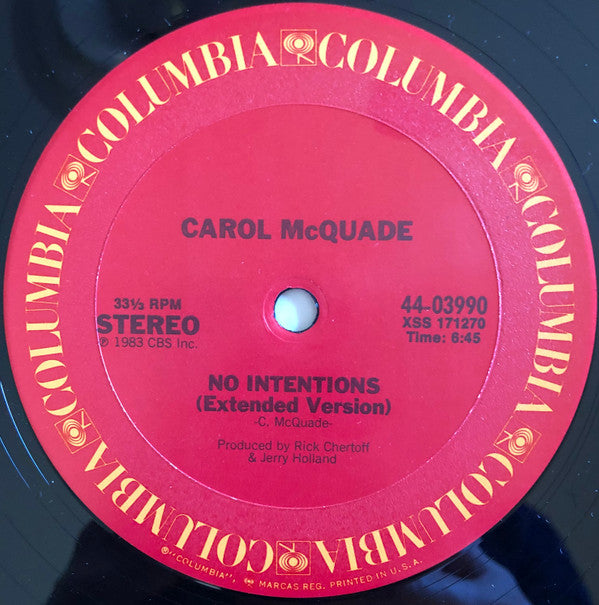 COLUMBIA
COLUMBIA
COLUMBIA
COLUMBIA
COLUMBIA
COLUMBIA
CAROL McQUADE
33⅓ RPM
STEREO
℗ 1983 CBS Inc.
44-03990
XSS 171270
Time: 6:45
NO INTENTIONS
(Extended Version)
-C. McQuade-
Produced by Rick Chertoff
& Jerry Holland
®"COLUMBIA", MARCAS REG. PRINTED IN U.S.A.